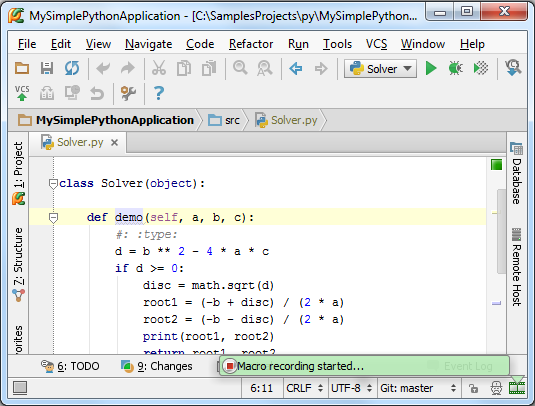 MySimplePythonApplication - [C:\SamplesProjects\py\MySimplePython...
File Edit View Navigate Code Refactor Run Tools VCS Window Help
Solver
VCS
MySimplePythonApplication src Solver.py
Solver.py
1: Project
Z: Structure
class Solver(object):
def demo(self, a, b, c):
#: :type:
d = b ** 2 - 4 * a * c
if d >= 0:
disc = math.sqrt(d)
root1 = (-b + disc) / (2 * a)
root2 = (-b - disc) / (2 * a)
print(root1, root2)
return root1, root2
Database
Remote Host
6: TODO 9: Changes Macro recording started... Event Log
6:11 CRLF UTF-8 Git: master